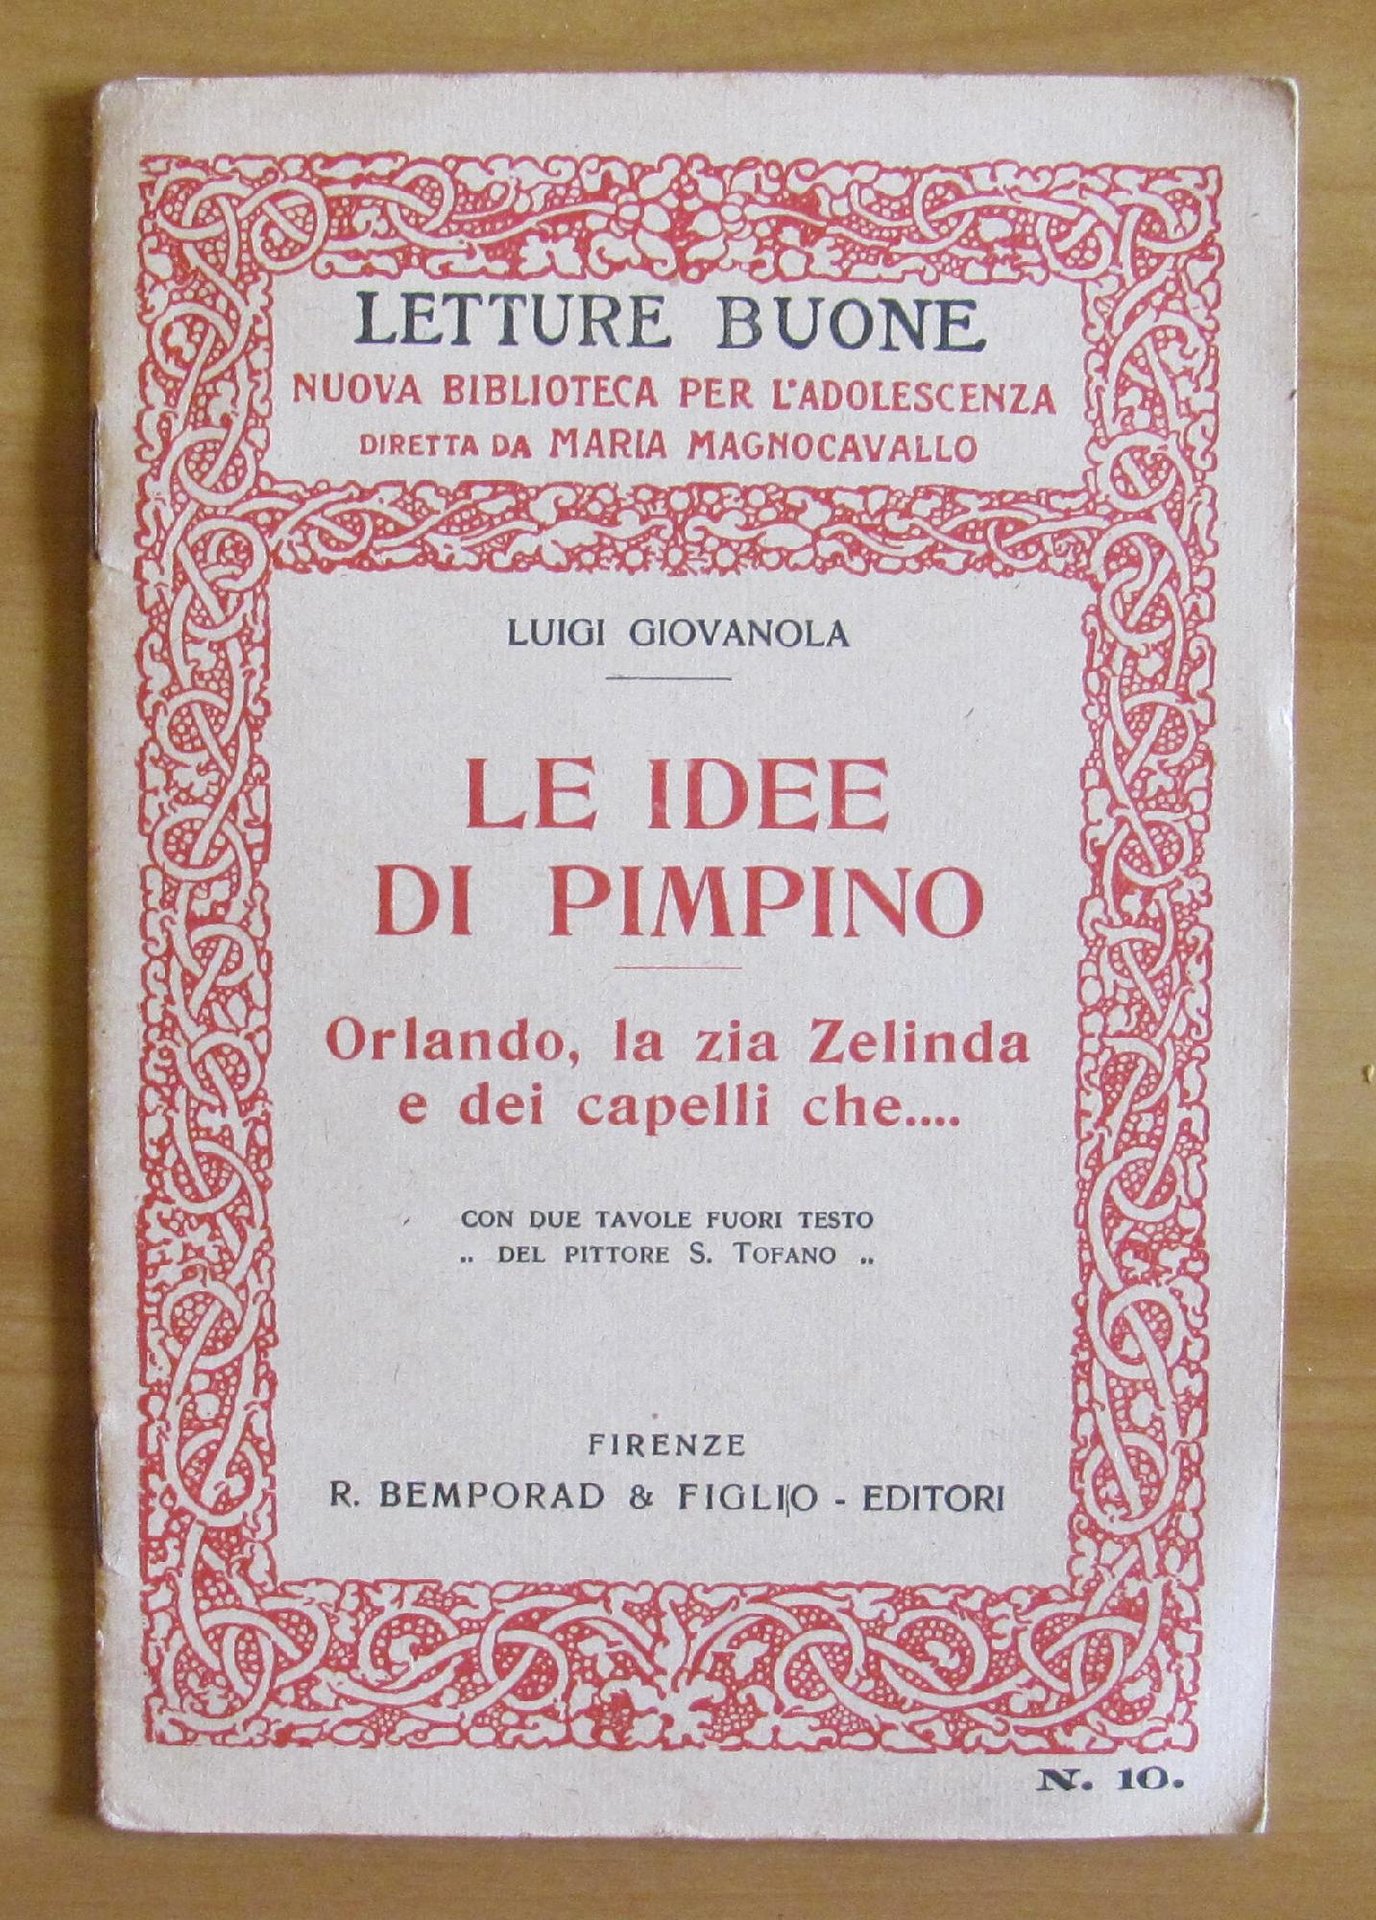 LETTURE BUONE
NUOVA BIBLIOTECA PER L'ADOLESCENZA
DIRETTA DA MARIA MAGNOCAVALLO
LUIGI GIOVANOLA
LE IDEE
DI PIMPINO
Orlando, la zia Zelinda
e dei capelli che....
CON DUE TAVOLE FUORI TESTO
.. DEL PITTORE S. TOFANO ..
FIRENZE
R. BEMPORAD & FIGLIO - EDITORI
N. 10.